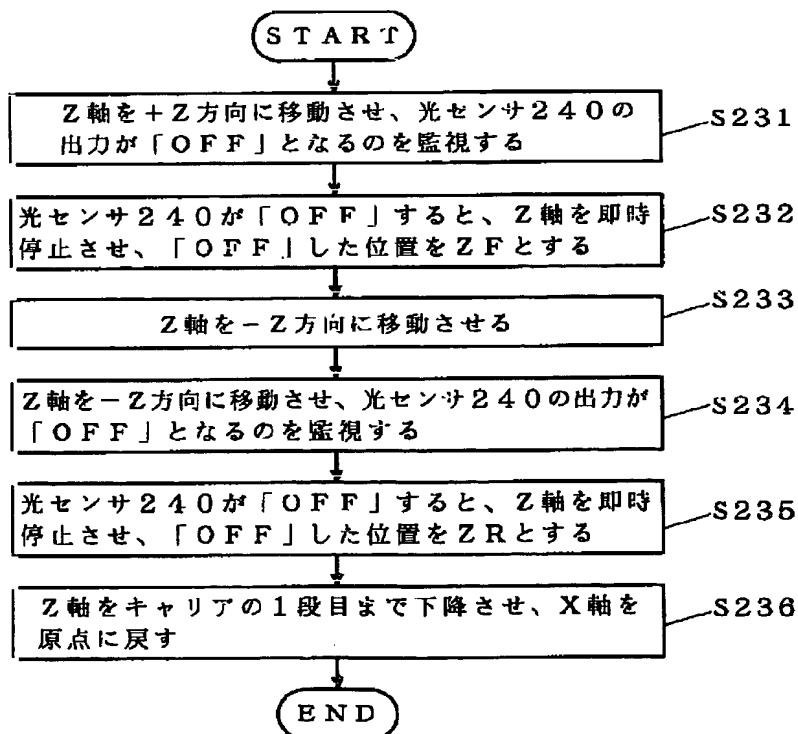 START
Z軸を+Z方向に移動させ、光センサ240の
出力が「OFF」となるのを監視する
S231
光センサ240が「OFF」すると、Z軸を即時
停止させ、「OFF」した位置をZFとする
S232
Z軸を-Z方向に移動させる
S233
Z軸を-Z方向に移動させ、光センサ240の出力が
「OFF」となるのを監視する
S234
光センサ240が「OFF」すると、Z軸を即時
停止させ、「OFF」した位置をZRとする
S235
Z軸をキャリアの1段目まで下降させ、X軸を
原点に戻す
S236
END